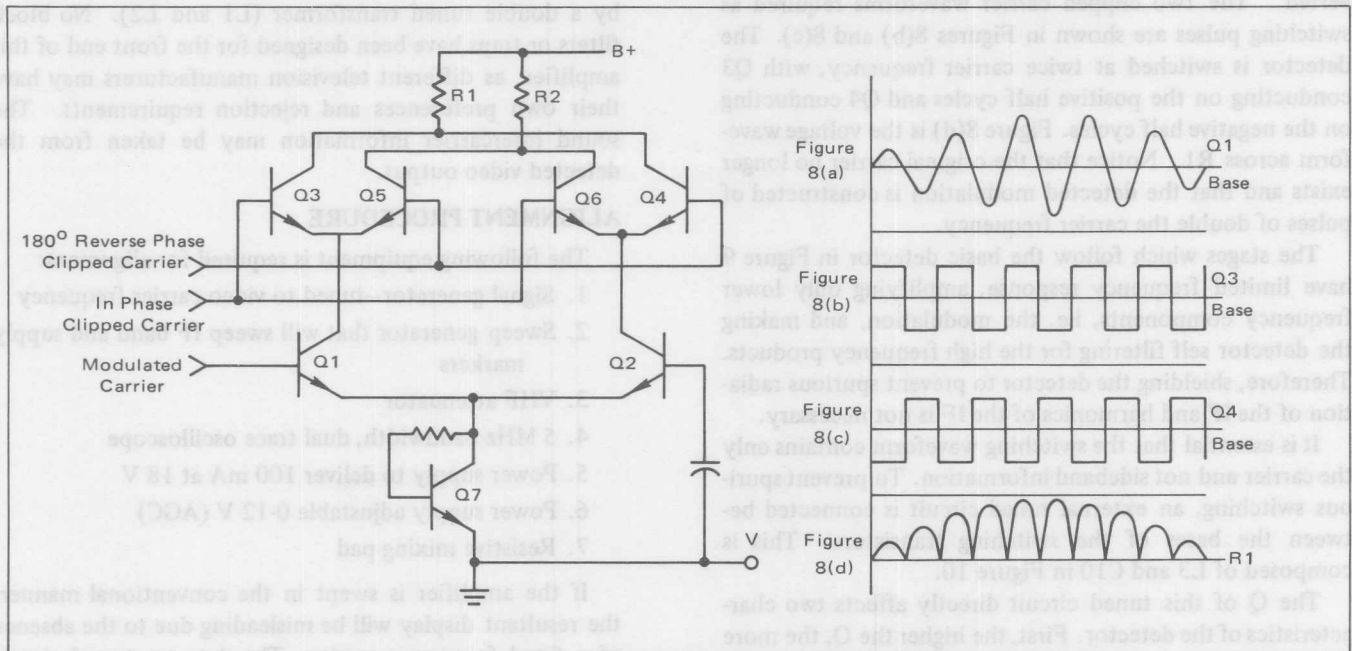 B+
R1
R2
Q3
Q5
Q6
Q4
180° Reverse Phase
Clipped Carrier
In Phase
Clipped Carrier
Modulated
Carrier
Q1
Q2
Q7
V
Figure
8(a)
Q1
Base
Figure
8(b)
Q3
Base
Figure
8(c)
Q4
Base
Figure
8(d)
R1
switching pulses are shown in Figures 8(b) and 8(c). The
detector is switched at twice carrier frequency, with Q3
conducting on the positive half cycles and Q4 conducting
on the negative half cycles. Figure 8(d) is the voltage wave-
form across R1. Notice that the original carrier no longer
exists and that the detected modulation is constructed of
pulses of double the carrier frequency.
The stages which follow the basic detector in Figure 9
have limited frequency response, amplifying only lower
frequency components, i.e. the modulation, and making
the detector self filtering for the high frequency products.
Therefore, shielding the detector to prevent spurious radia-
tion of the IF and harmonics of the IF is not necessary.
It is essential that the switching waveform contains only
the carrier and not sideband information. To prevent spuri-
ous switching, an external tuned circuit is connected be-
tween the bases of the switching transistors. This is
composed of L3 and C10 in Figure 10.
The Q of this tuned circuit directly affects two char-
acteristics of the detector. First, the higher the Q, the more
by a double tuned transformer (L1 and L2). No block
filters or traps have been designed for the front end of this
amplifier, as different television manufacturers may have
their own preferences and rejection requirements. The
sound intercarrier information may be taken from the
detected video output.
ALIGNMENT PROCEDURE
The following equipment is required for alignment:
1. Signal generator-tuned to video carrier frequency
2. Sweep generator that will sweep IF band and supply
markers
3. VHF attenuator
4. 5 MHz bandwidth, dual trace oscilloscope
5. Power supply to deliver 100 mA at 18 V
6. Power supply adjustable 0-12 V (AGC)
7. Resistive mixing pad
If the amplifier is swept in the conventional manner,
the resultant display will be misleading due to the absence